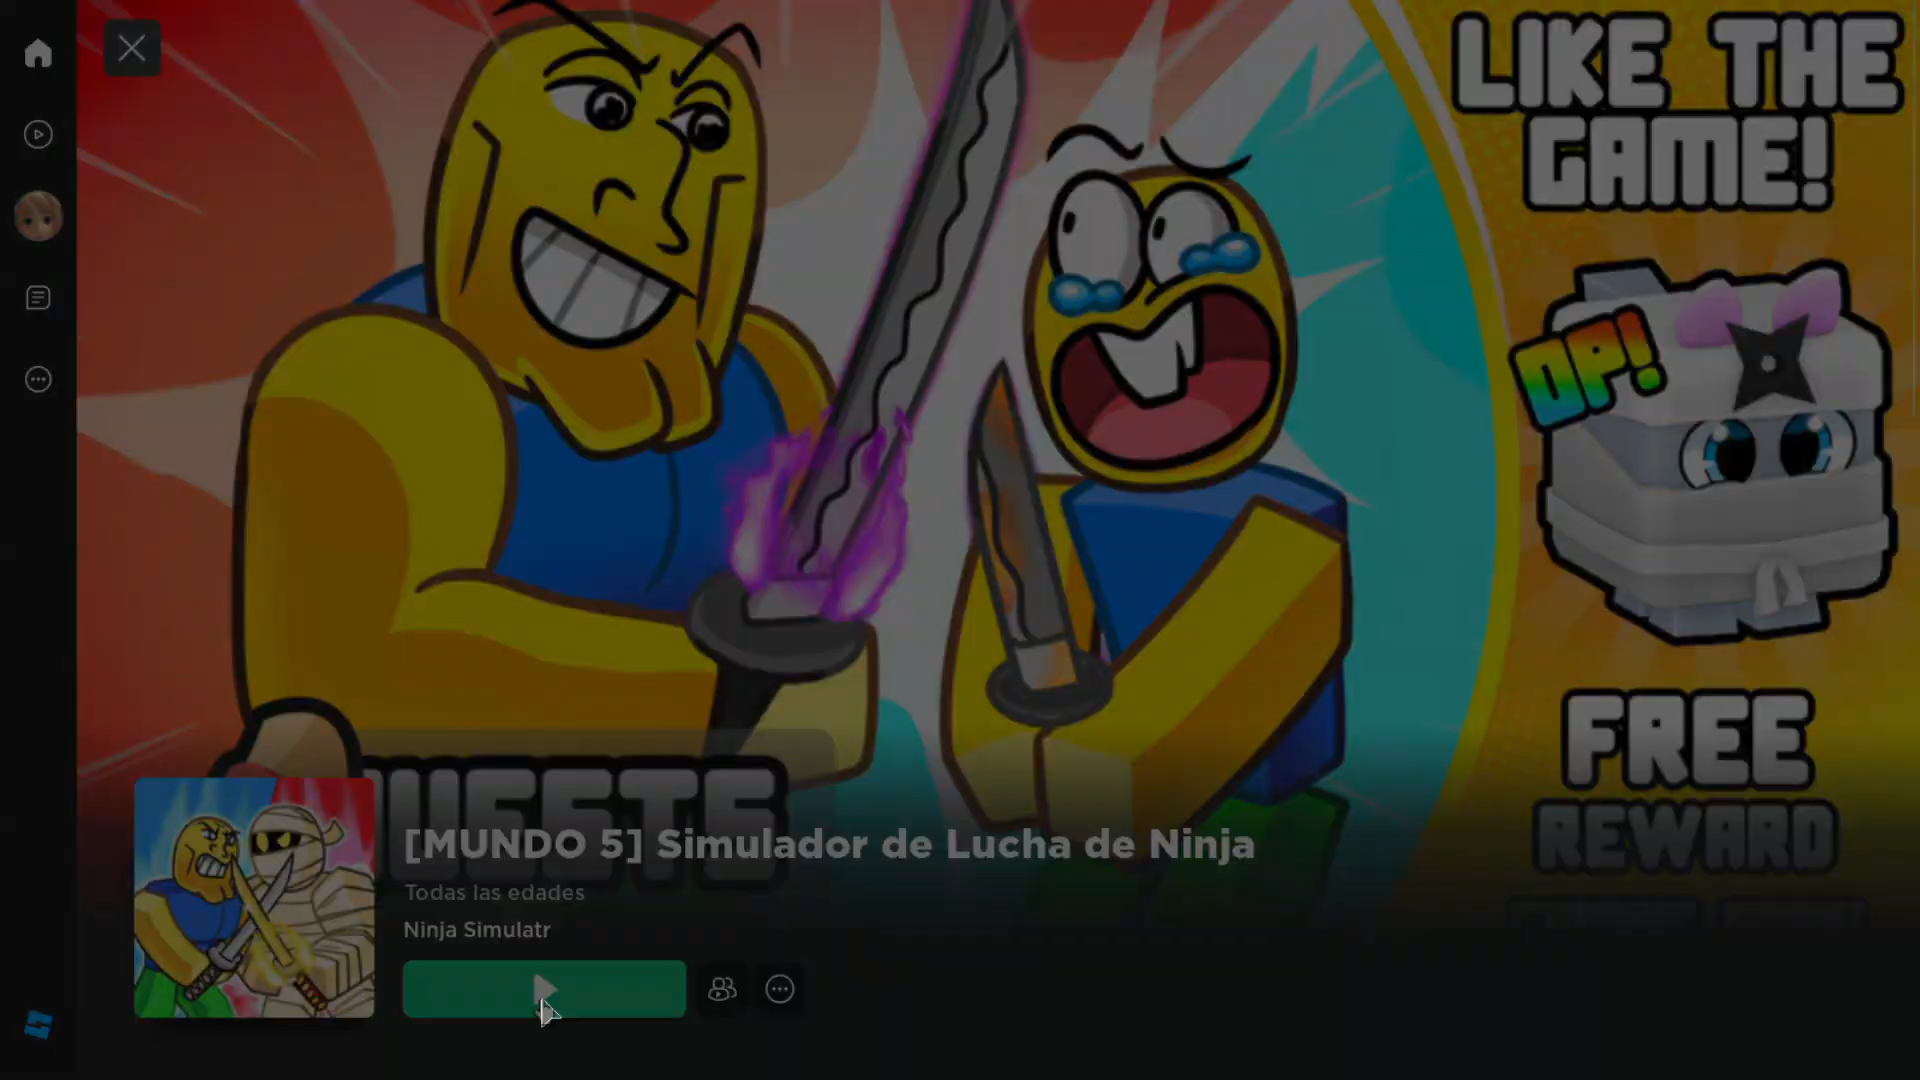 LIKE THE
GAME!
OP!
FREE
REWARD
[MUNDO 5] Simulador de Lucha de Ninja
Todas las edades
Ninja Simulatr